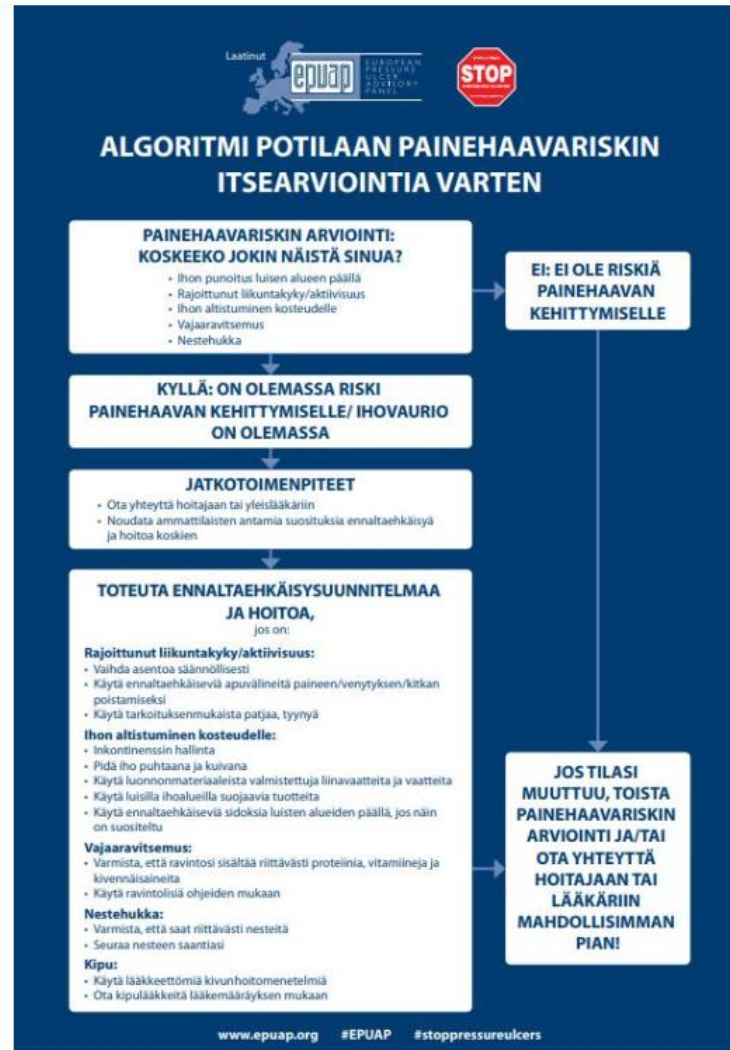 Laatinut
epuap
EUROPEAN
PRESSURE
ULCER
ADVISORY
PANEL
STOP
ALGORITMI POTILAAN PAINEHAAVARISKIN
ITSEARVIOINTIA VARTEN
PAINEHAAVARISKIN ARVIOINTI:
KOSKEEKO JOKIN NÄISTÄ SINUA?
• Ihon punoitus luisen alueen päällä
• Rajoittunut liikuntakyky/aktiivisuus
• Ihon altistuminen kosteudelle
• Vajaaravitsemus
• Nestehukka
EI: EI OLE RISKIÄ
PAINEHAAVAN
KEHITTYMISELLE
KYLLÄ: ON OLEMASSA RISKI
PAINEHAAVAN KEHITTYMISELLE/ IHOVAURIO
ON OLEMASSA
JATKOTOIMENPITEET
• Ota yhteyttä hoitajaan tai yleislääkäriin
• Noudata ammattilaisten antamia suosituksia ennaltaehkäisyä
ja hoitoa koskien
TOTEUTA ENNALTAEHKÄISYSUUNNITELMAA
JA HOITOA,
jos on:
Rajoittunut liikuntakyky/aktiivisuus:
• Vaihda asentoa säännöllisesti
• Käytä ennaltaehkäiseviä apuvälineitä paineen/venytyksen/kitkan
poistamiseksi
• Käytä tarkoituksenmukaista patjaa, tyynyä
Ihon altistuminen kosteudelle:
• Inkontinenssin hallinta
• Pidä iho puhtaana ja kuivana
• Käytä luonnonmateriaaleista valmistettuja liinavaatteita ja vaatteita
• Käytä luisilla ihoalueilla suojaavia tuotteita
• Käytä ennaltaehkäiseviä sidoksia luisten alueiden päällä, jos näin
on suositeltu
Vajaaravitsemus:
• Varmista, että ravintosi sisältää riittävästi proteiinia, vitamiineja ja
kivennäisaineita
• Käytä ravintolisiä ohjeiden mukaan
Nestehukka:
• Varmista, että saat riittävästi nesteitä
• Seuraa nesteen saantiasi
Kipu:
• Käytä lääkkeettömiä kivunhoitomenetelmiä
• Ota kipulääkkeitä lääkemääräyksen mukaan
JOS TILASI
MUUTTUU, TOISTA
PAINEHAAVARISKIN
ARVIOINTI JA/TAI
OTA YHTEYTTÄ
HOITAJAAN TAI
LÄÄKÄRIIN
MAHDOLLISIMMAN
PIAN!
www.epuap.org #EPUAP #stoppressureulcers